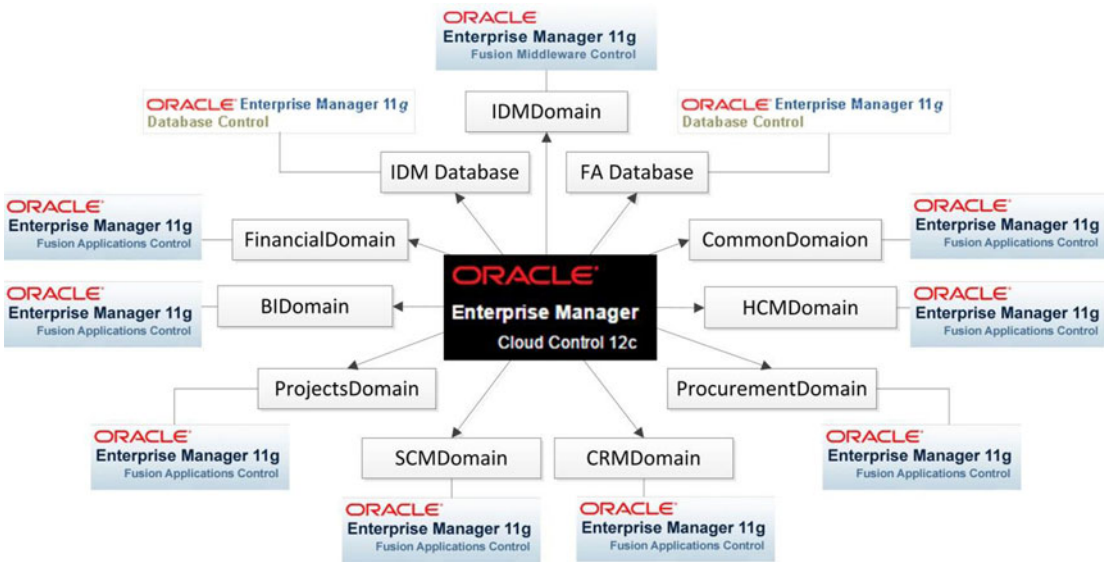 ORACLE
Enterprise Manager 11g
Fusion Middleware Control
IDMDomain
ORACLE Enterprise Manager 11g
Database Control
IDM Database
ORACLE Enterprise Manager 11g
Database Control
FA Database
ORACLE
Enterprise Manager 11g
Fusion Applications Control
FinancialDomain
CommonDomaion
ORACLE
Enterprise Manager 11g
Fusion Applications Control
ORACLE
Enterprise Manager
Cloud Control 12c
ORACLE
Enterprise Manager 11g
Fusion Applications Control
BIDomain
HCMDomain
ORACLE
Enterprise Manager 11g
Fusion Applications Control
ProjectsDomain
ORACLE
Enterprise Manager 11g
Fusion Applications Control
ProcurementDomain
ORACLE
Enterprise Manager 11g
Fusion Applications Control
SCMDomain
ORACLE
Enterprise Manager 11g
Fusion Applications Control
CRMDomain
ORACLE
Enterprise Manager 11g
Fusion Applications Control